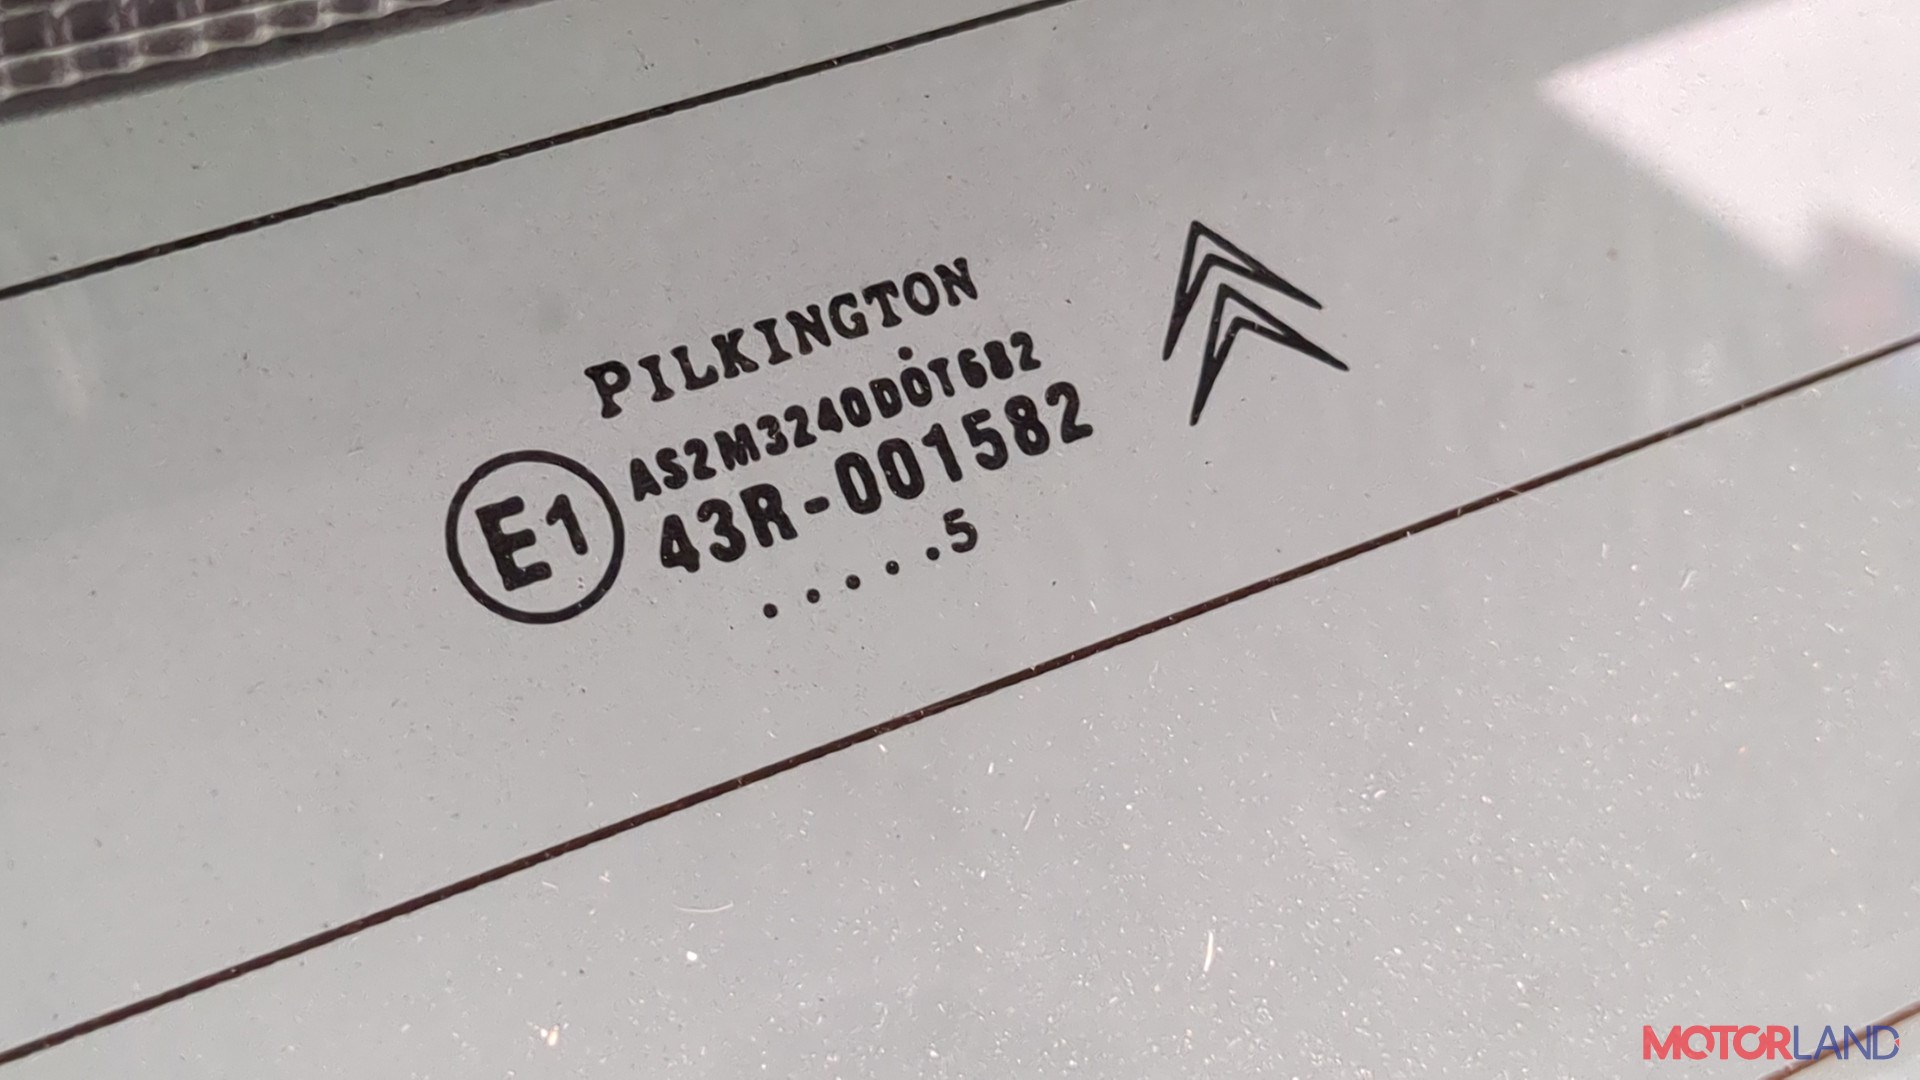 PILKINGTON
AS2M3240DOT682
E1
43R-001582
.....5
MOTORLAND